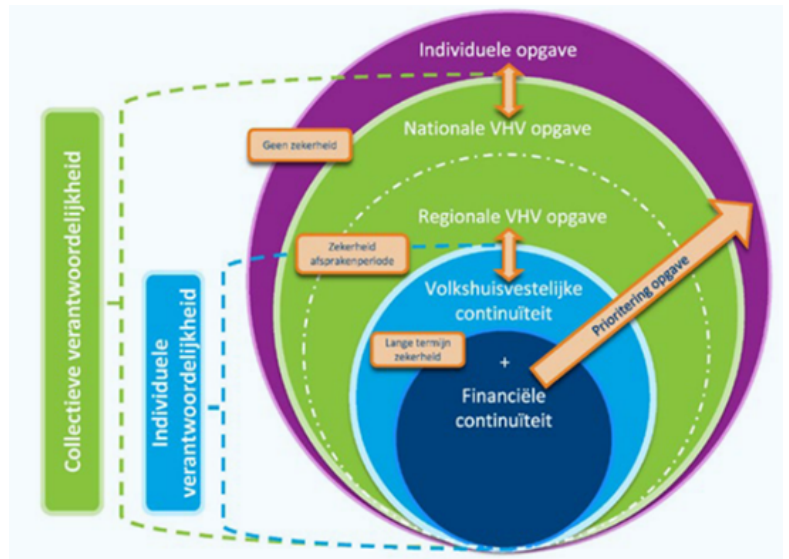 Individuele opgave
Nationale VHV opgave
Geen zekerheid
Regionale VHV opgave
Zekerheid
afsprakenperiode
Volkshuisvestelijke
continuïteit
Lange termijn
zekerheid
+
Financiële
continuïteit
Prioritering opgave
Collectieve verantwoordelijkheid
Individuele
verantwoordelijkheid